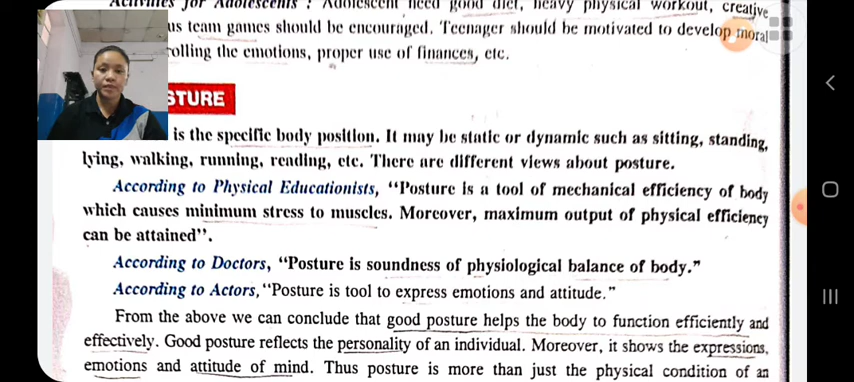 Activities for Adolescents : Adolescent need good diet, heavy physical workout, creative
us team games should be encouraged. Teenager should be motivated to develop moral
rolling the emotions, proper use of finances, etc.
STURE
is the specific body position. It may be static or dynamic such as sitting, standing,
lying, walking, running, reading, etc. There are different views about posture.
According to Physical Educationists, “Posture is a tool of mechanical efficiency of body
which causes minimum stress to muscles. Moreover, maximum output of physical efficiency
can be attained”.
According to Doctors, “Posture is soundness of physiological balance of body.”
According to Actors, “Posture is tool to express emotions and attitude.”
From the above we can conclude that good posture helps the body to function efficiently and
effectively. Good posture reflects the personality of an individual. Moreover, it shows the expressions,
emotions and attitude of mind. Thus posture is more than just the physical condition of an